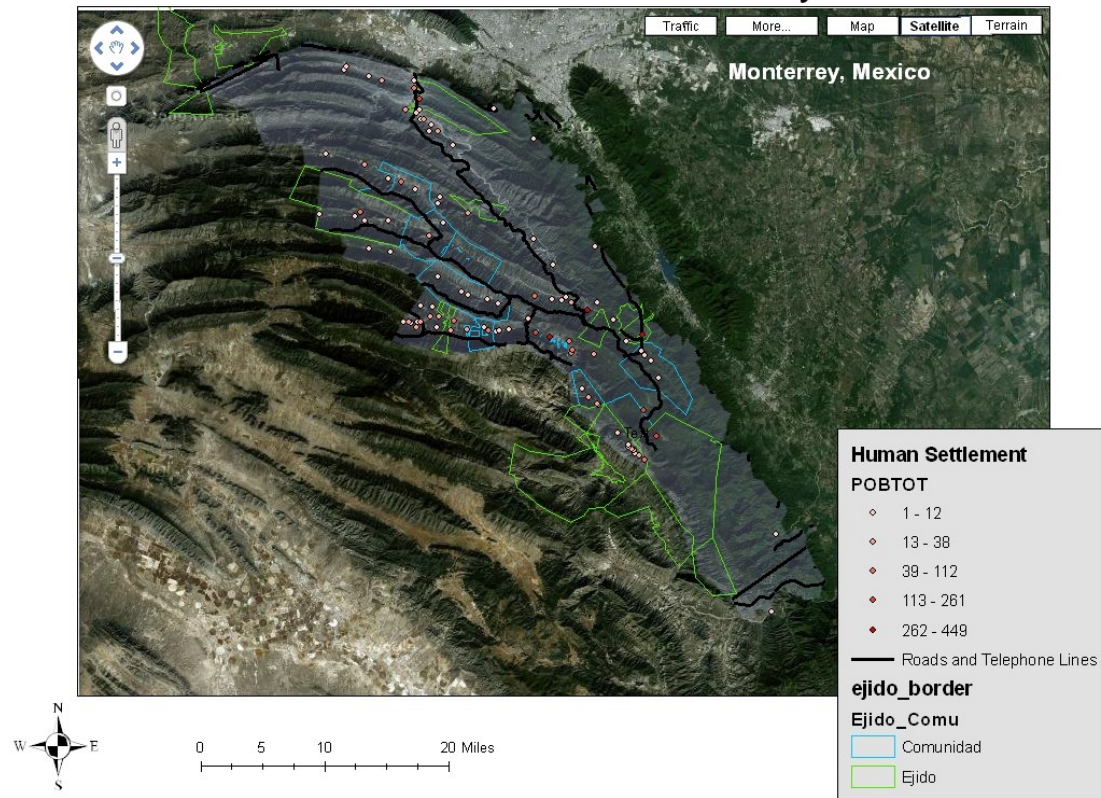 Traffic
More...
Map
Satellite
Terrain
Monterrey, Mexico
Human Settlement
POBTOT
1 - 12
13 - 38
39 - 112
113 - 261
262 - 449
Roads and Telephone Lines
ejido_border
Ejido_Comu
Comunidad
Ejido
N
W
E
S
0 5 10 20 Miles